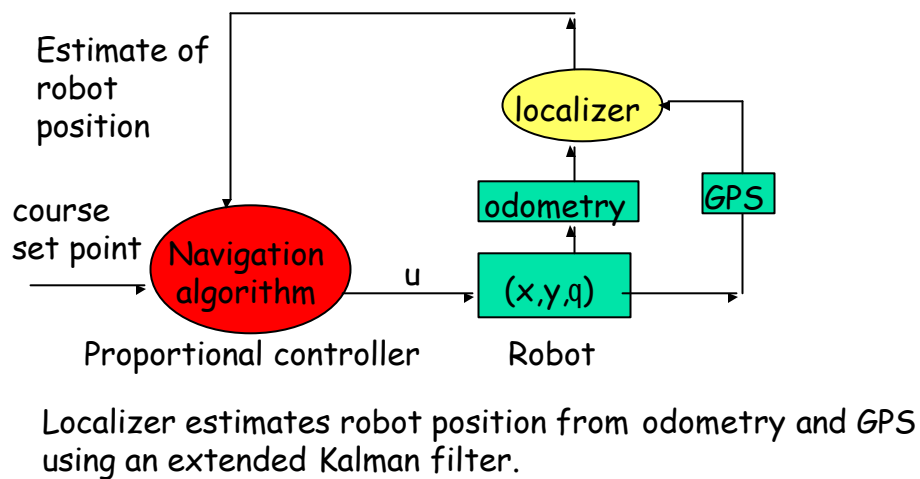 Estimate of
robot
position
localizer
odometry
GPS
course
set point
Navigation
algorithm
u
(x,y,q)
Proportional controller
Robot
Localizer estimates robot position from odometry and GPS
using an extended Kalman filter.